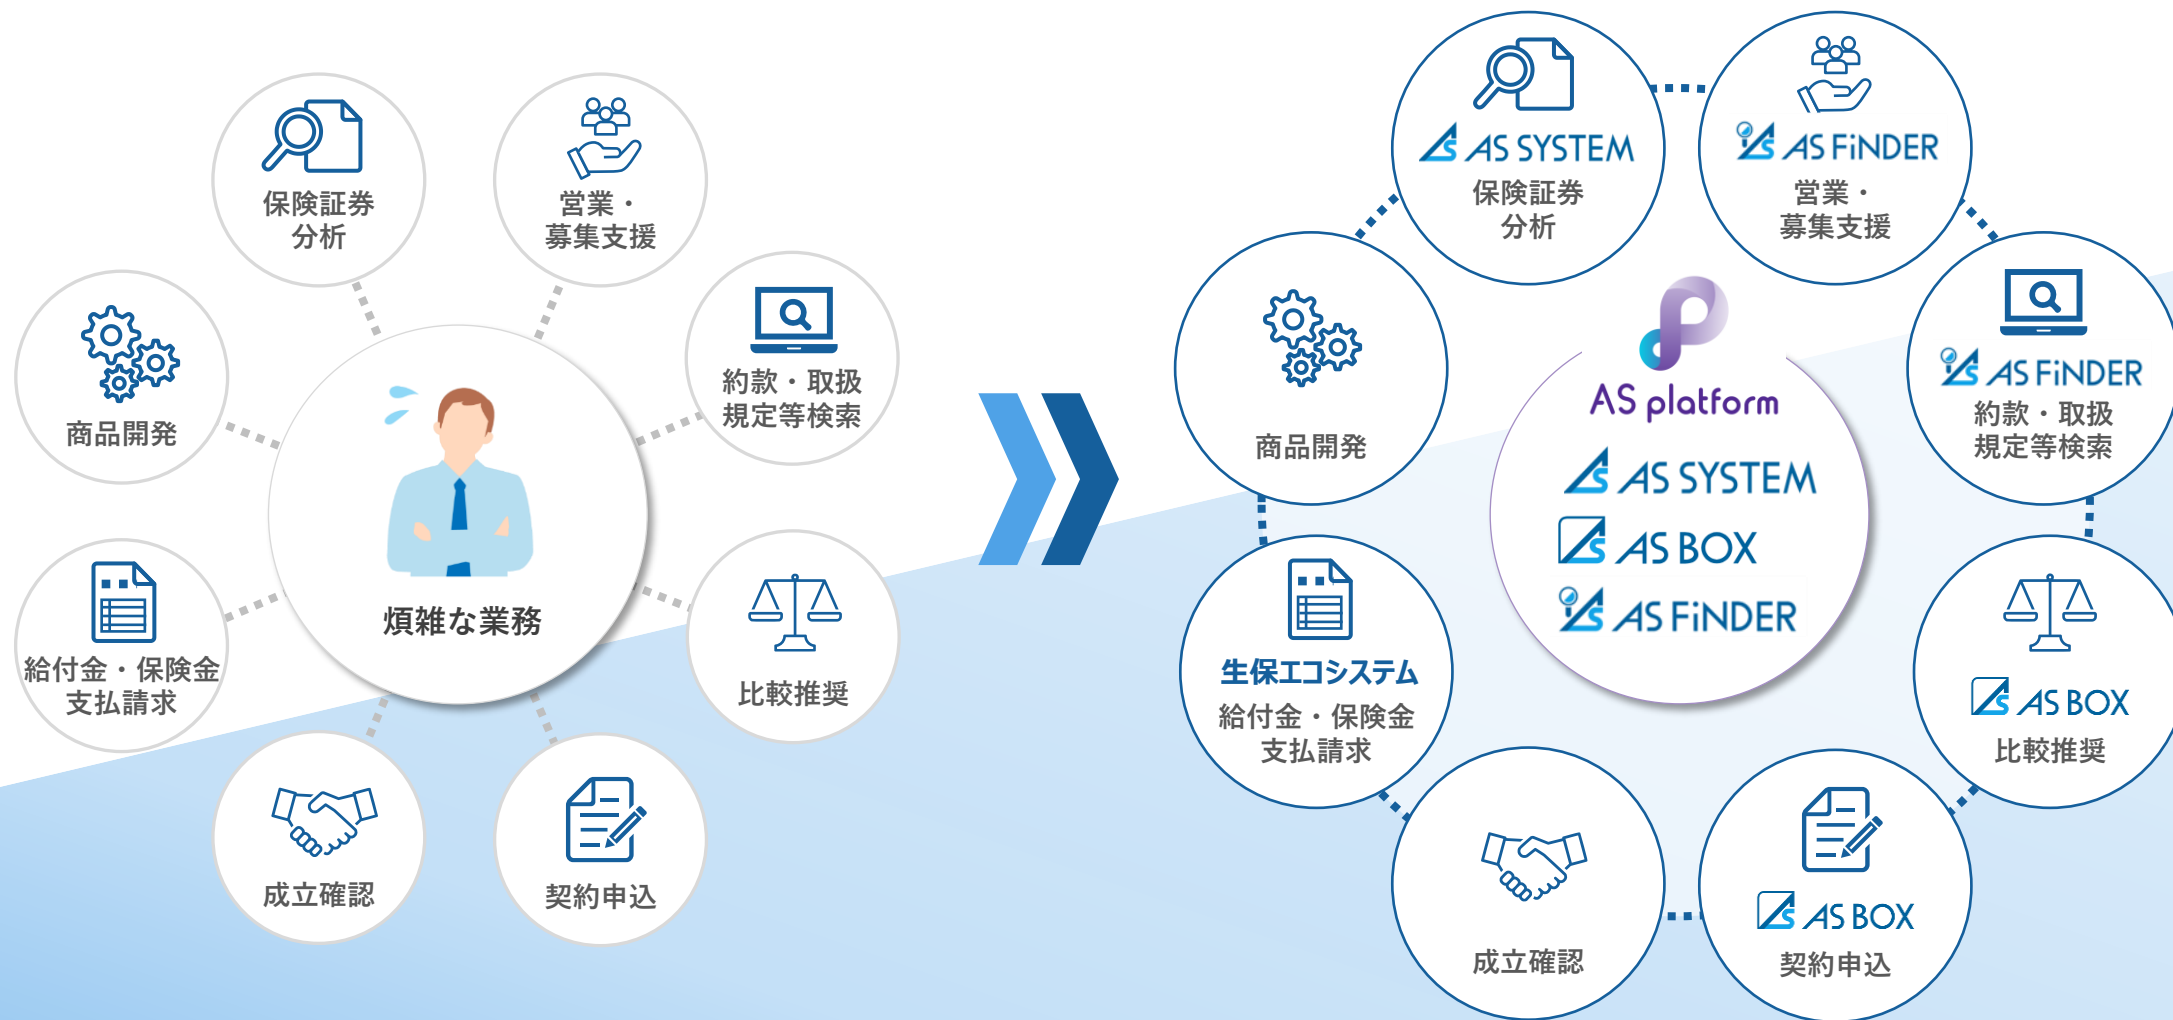 保険証券
分析
営業・
募集支援
約款・取扱
規定等検索
商品開発
煩雑な業務
給付金・保険金
支払請求
比較推奨
成立確認
契約申込
AS SYSTEM
保険証券
分析
AS FiNDER
営業・
募集支援
商品開発
AS platform
AS SYSTEM
AS BOX
AS FiNDER
AS FiNDER
約款・取扱
規定等検索
生保エコシステム
給付金・保険金
支払請求
AS BOX
比較推奨
成立確認
AS BOX
契約申込